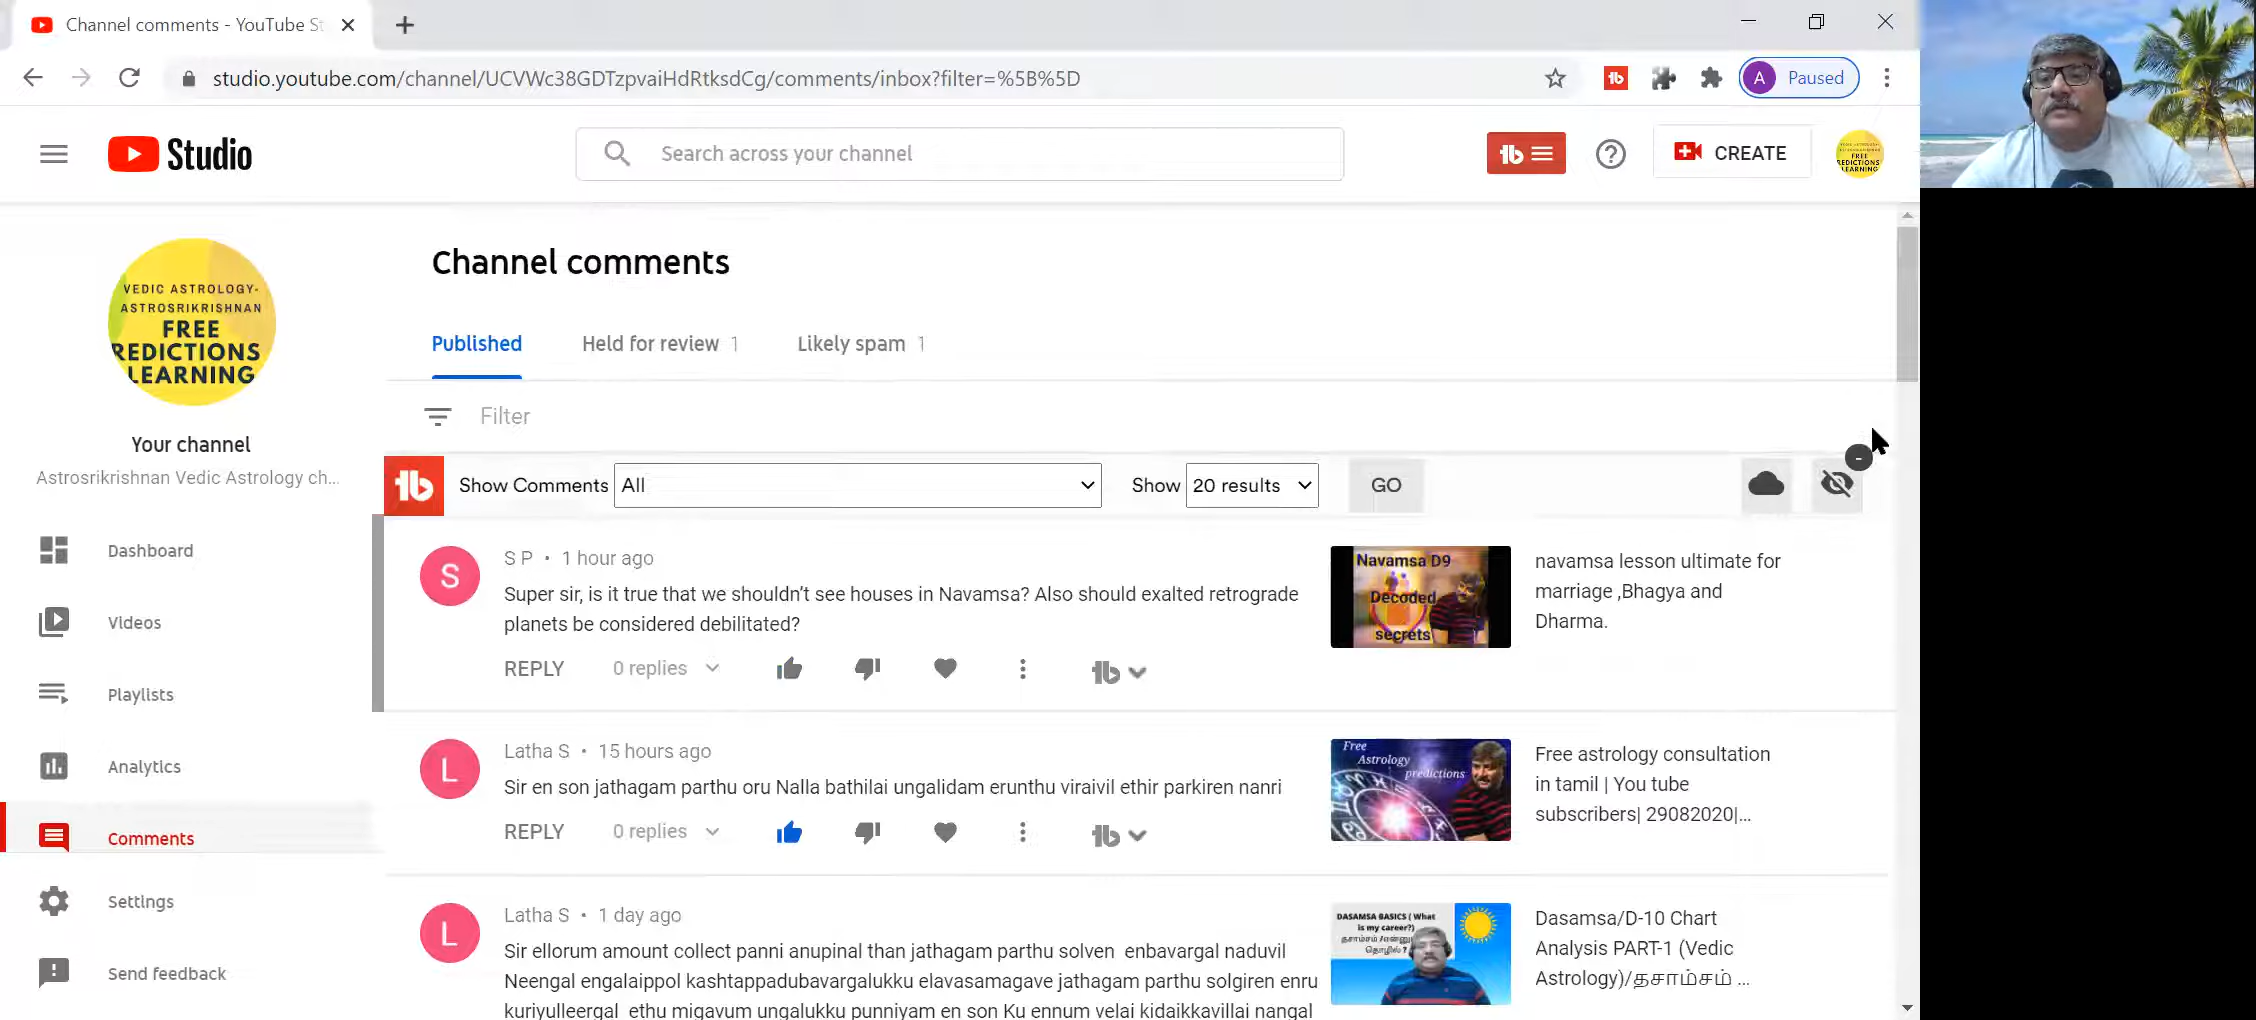 Channel comments - YouTube St
studio.youtube.com/channel/UCVWc38GDTzpvaiHdRtksdCg/comments/inbox?filter=%5B%5D
A Paused
Studio
Search across your channel
CREATE
FREE
REDICTIONS
LEARNING
VEDIC ASTROLOGY-
ASTROSRIKRISHNAN
FREE
REDICTIONS
LEARNING
Your channel
Astrosrikrishnan Vedic Astrology ch...
Dashboard
Videos
Playlists
Analytics
Comments
Settings
Send feedback
Channel comments
Published
Held for review 1
Likely spam 1
Filter
Show Comments All Show 20 results GO
S
S P • 1 hour ago
Super sir, is it true that we shouldn't see houses in Navamsa? Also should exalted retrograde
planets be considered debilitated?
REPLY 0 replies
Navamsa D9
Decoded
secrets
navamsa lesson ultimate for
marriage ,Bhagya and
Dharma.
L
Latha S • 15 hours ago
Sir en son jathagam parthu oru Nalla bathilai ungalidam erunthu viraivil ethir parkiren nanri
REPLY 0 replies
Free
Astrology
predictions
Free astrology consultation
in tamil | You tube
subscribers| 29082020|...
L
Latha S • 1 day ago
Sir ellorum amount collect panni anupinal than jathagam parthu solven enbavargal naduvil
Neengal engalaippol kashtappadubavargalukku elavasamagave jathagam parthu solgiren enru
kuriyulleergal ethu migavum ungalukku punniyam en son Ku ennum velai kidaikkavillai nangal
DASAMSA BASICS ( What
is my career?)
Dasamsa/D-10 Chart
Analysis PART-1 (Vedic
Astrology)/தசாம்சம் ...